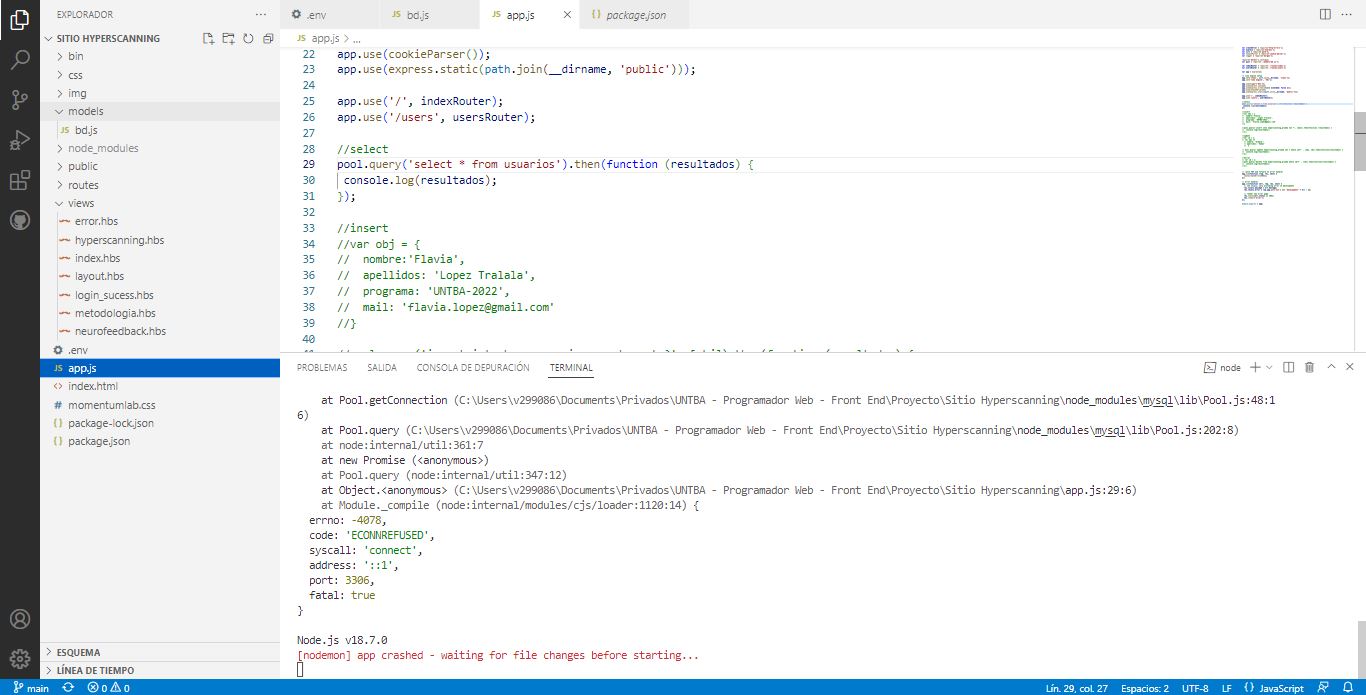 EXPLORADOR
SITIO HYPERSCANNING
bin
css
img
models
JS bd.js
node_modules
public
routes
views
error.hbs
hyperscanning.hbs
index.hbs
layout.hbs
login_sucess.hbs
metodologia.hbs
neurofeedback.hbs
.env
JS app.js
<> index.html
# momentumlab.css
{} package-lock.json
{} package.json
ESQUEMA
LÍNEA DE TIEMPO
.env
JS bd.js
JS app.js
{} package.json
JS app.js > ...
22 app.use(cookieParser());
23 app.use(express.static(path.join(__dirname, 'public')));
24
25 app.use('/', indexRouter);
26 app.use('/users', usersRouter);
27
28 //select
29 pool.query('select * from usuarios').then(function (resultados) {
30 console.log(resultados);
31 });
32
33 //insert
34 //var obj = {
35 // nombre:'Flavia',
36 // apellidos: 'Lopez Tralala',
37 // programa: 'UNTBA-2022',
38 // mail: 'flavia.lopez@gmail.com'
39 //}
40
PROBLEMAS
SALIDA
CONSOLA DE DEPURACIÓN
TERMINAL
node
at Pool.getConnection (C:\Users\v299086\Documents\Privados\UNTBA - Programador Web - Front End\Proyecto\Sitio Hyperscanning\node_modules\mysql\lib\Pool.js:48:1
6)
at Pool.query (C:\Users\v299086\Documents\Privados\UNTBA - Programador Web - Front End\Proyecto\Sitio Hyperscanning\node_modules\mysql\lib\Pool.js:202:8)
at node:internal/util:361:7
at new Promise (<anonymous>)
at Pool.query (node:internal/util:347:12)
at Object.<anonymous> (C:\Users\v299086\Documents\Privados\UNTBA - Programador Web - Front End\Proyecto\Sitio Hyperscanning\app.js:29:6)
at Module._compile (node:internal/modules/cjs/loader:1120:14) {
errno: -4078,
code: 'ECONNREFUSED',
syscall: 'connect',
address: '::1',
port: 3306,
fatal: true
}
Node.js v18.7.0
[nodemon] app crashed - waiting for file changes before starting...
main
0 0
Lín. 29, col. 27
Espacios: 2
UTF-8
LF
{} JavaScript